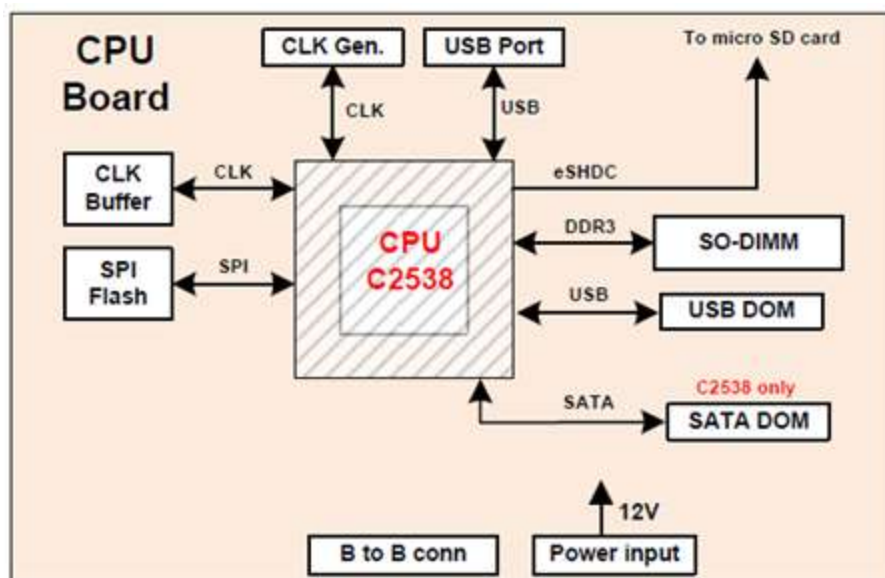 CPU
Board
CLK Gen.
USB Port
To micro SD card
CLK
USB
CLK
Buffer
CLK
eSHDC
CPU
C2538
DDR3
SO-DIMM
SPI
Flash
SPI
USB
USB DOM
C2538 only
SATA
SATA DOM
12V
B to B conn
Power input